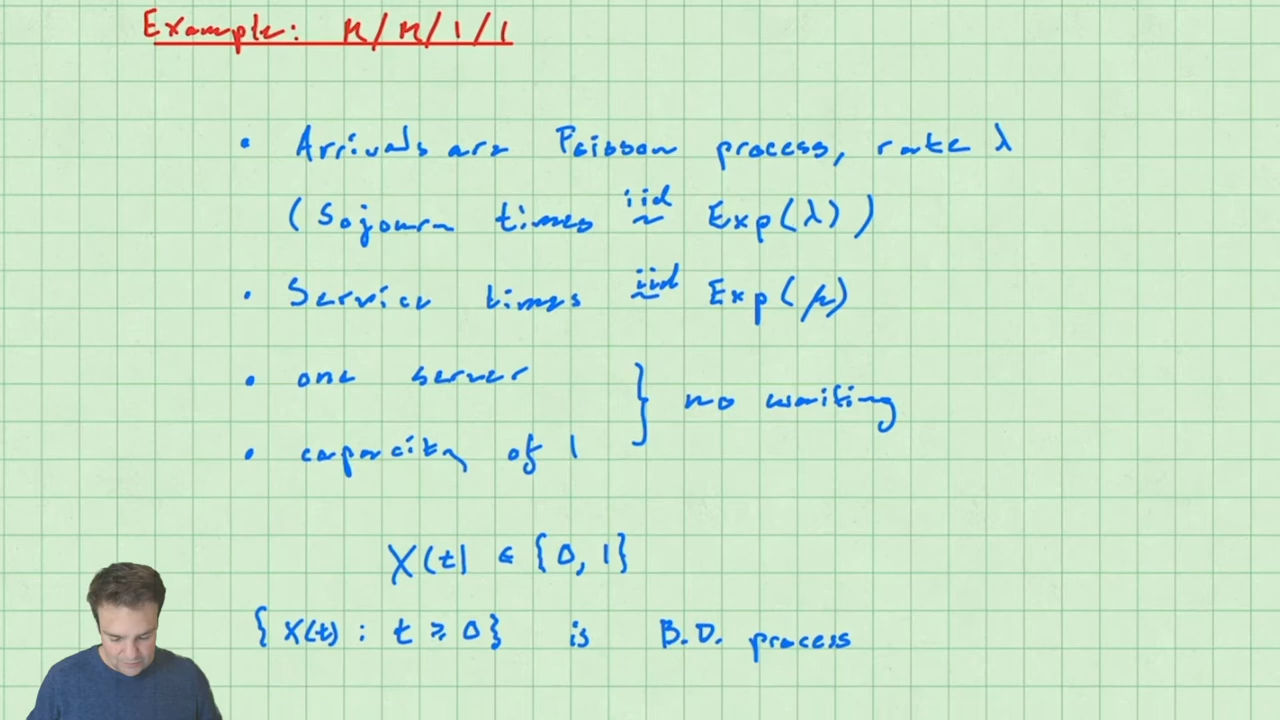 Example: M/M/1/1
• Arrivals are Poisson process, rate λ
(Sojourn times iid ~ Exp(λ))
• Service times iid ~ Exp(μ)
• one server
} no waiting
• capacity of 1
X(t) ∈ {0, 1}
{X(t) : t ≥ 0} is B.D. process